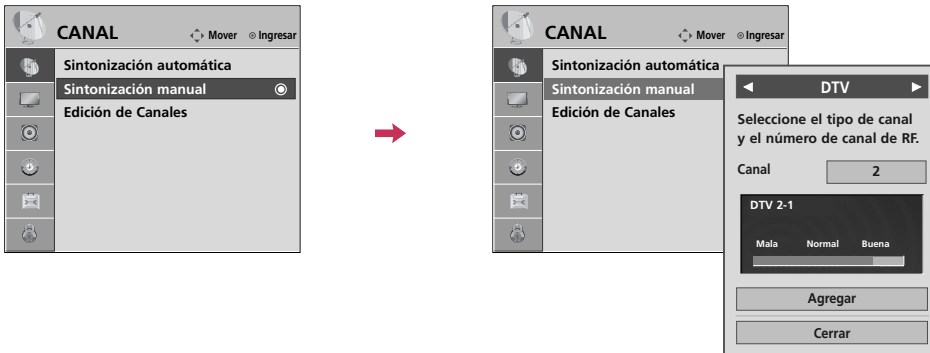 CANAL
Mover
Ingresar
Sintonización automática
Sintonización manual
Edición de Canales
CANAL
Mover
Ingresar
Sintonización automática
Sintonización manual
Edición de Canales
DTV
Seleccione el tipo de canal
y el número de canal de RF.
Canal 2
DTV 2-1
Mala Normal Buena
Agregar
Cerrar